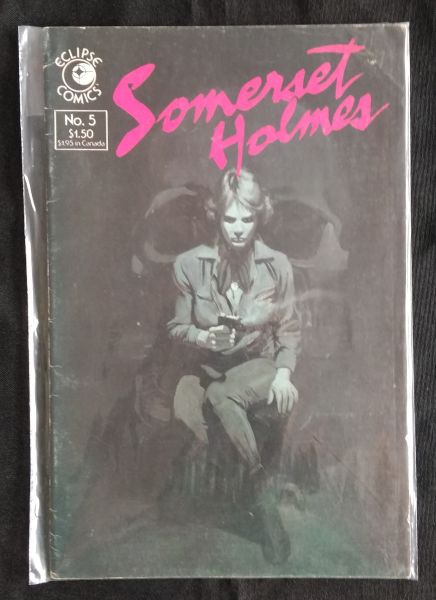 ECLIPSE
COMICS
No. 5
$1.50
$1.95 in Canada
Somerset
Holmes